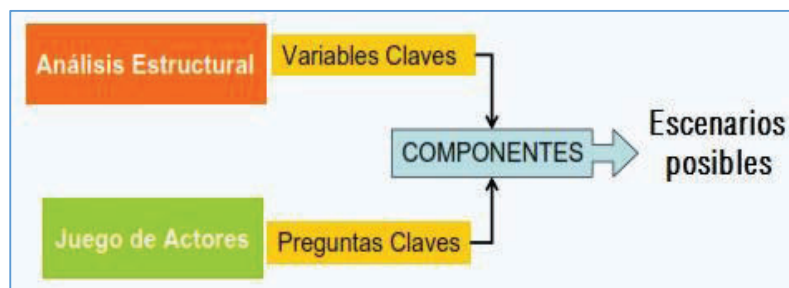 Análisis Estructural
Variables Claves
COMPONENTES
Escenarios
posibles
Juego de Actores
Preguntas Claves